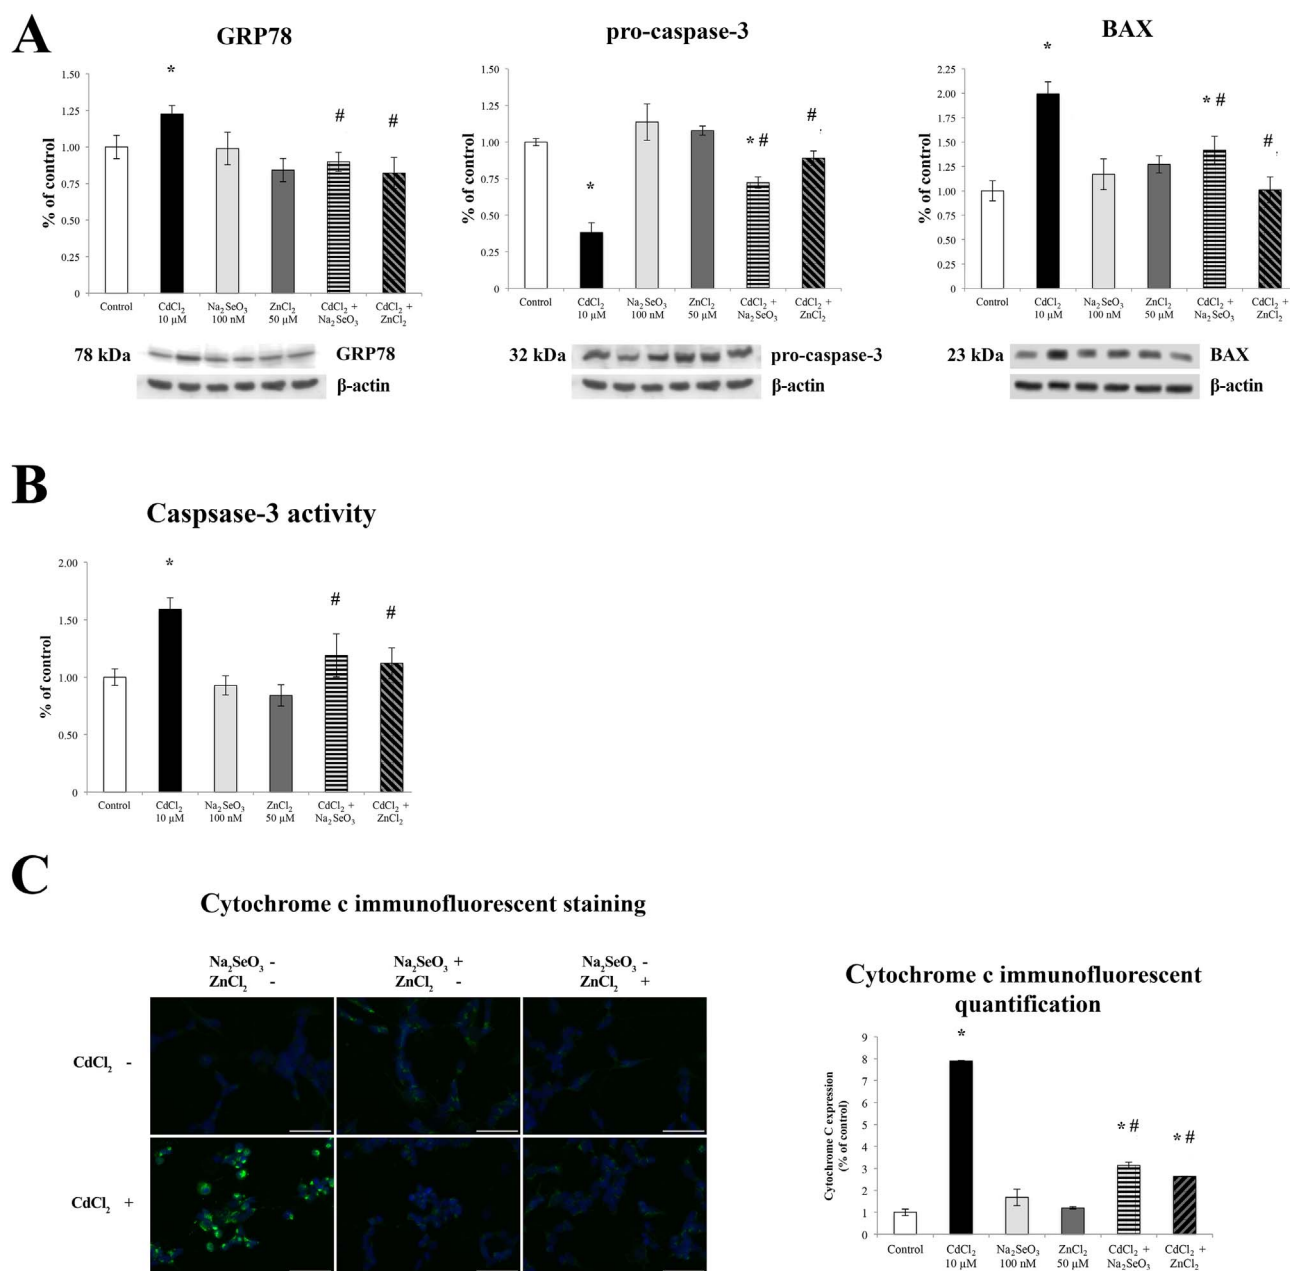 A
GRP78
pro-caspase-3
BAX
% of control
1.50
1.25
1.00
0.75
0.50
0.25
0
*
#
#
Control
CdCl₂ 10 µM
Na₂SeO₃ 100 nM
ZnCl₂ 50 µM
CdCl₂ + Na₂SeO₃
CdCl₂ + ZnCl₂
78 kDa
GRP78
β-actin
% of control
1.50
1.25
1.00
0.75
0.50
0.25
0
*
* #
#
Control
CdCl₂ 10 µM
Na₂SeO₃ 100 nM
ZnCl₂ 50 µM
CdCl₂ + Na₂SeO₃
CdCl₂ + ZnCl₂
32 kDa
pro-caspase-3
β-actin
% of control
2.25
2.00
1.75
1.50
1.25
1.00
0.75
0.50
0.25
0
*
* #
#
Control
CdCl₂ 10 µM
Na₂SeO₃ 100 nM
ZnCl₂ 50 µM
CdCl₂ + Na₂SeO₃
CdCl₂ + ZnCl₂
23 kDa
BAX
β-actin
B
Caspsase-3 activity
% of control
2.00
1.50
1.00
0.50
0
*
#
#
Control
CdCl₂ 10 µM
Na₂SeO₃ 100 nM
ZnCl₂ 50 µM
CdCl₂ + Na₂SeO₃
CdCl₂ + ZnCl₂
C
Cytochrome c immunofluorescent staining
Na₂SeO₃ -
ZnCl₂ -
Na₂SeO₃ +
ZnCl₂ -
Na₂SeO₃ -
ZnCl₂ +
CdCl₂ -
CdCl₂ +
Cytochrome c immunofluorescent
quantification
Cytochrome C expression
(% of control)
9
8
7
6
5
4
3
2
1
0
*
* #
* #
Control
CdCl₂ 10 µM
Na₂SeO₃ 100 nM
ZnCl₂ 50 µM
CdCl₂ + Na₂SeO₃
CdCl₂ + ZnCl₂